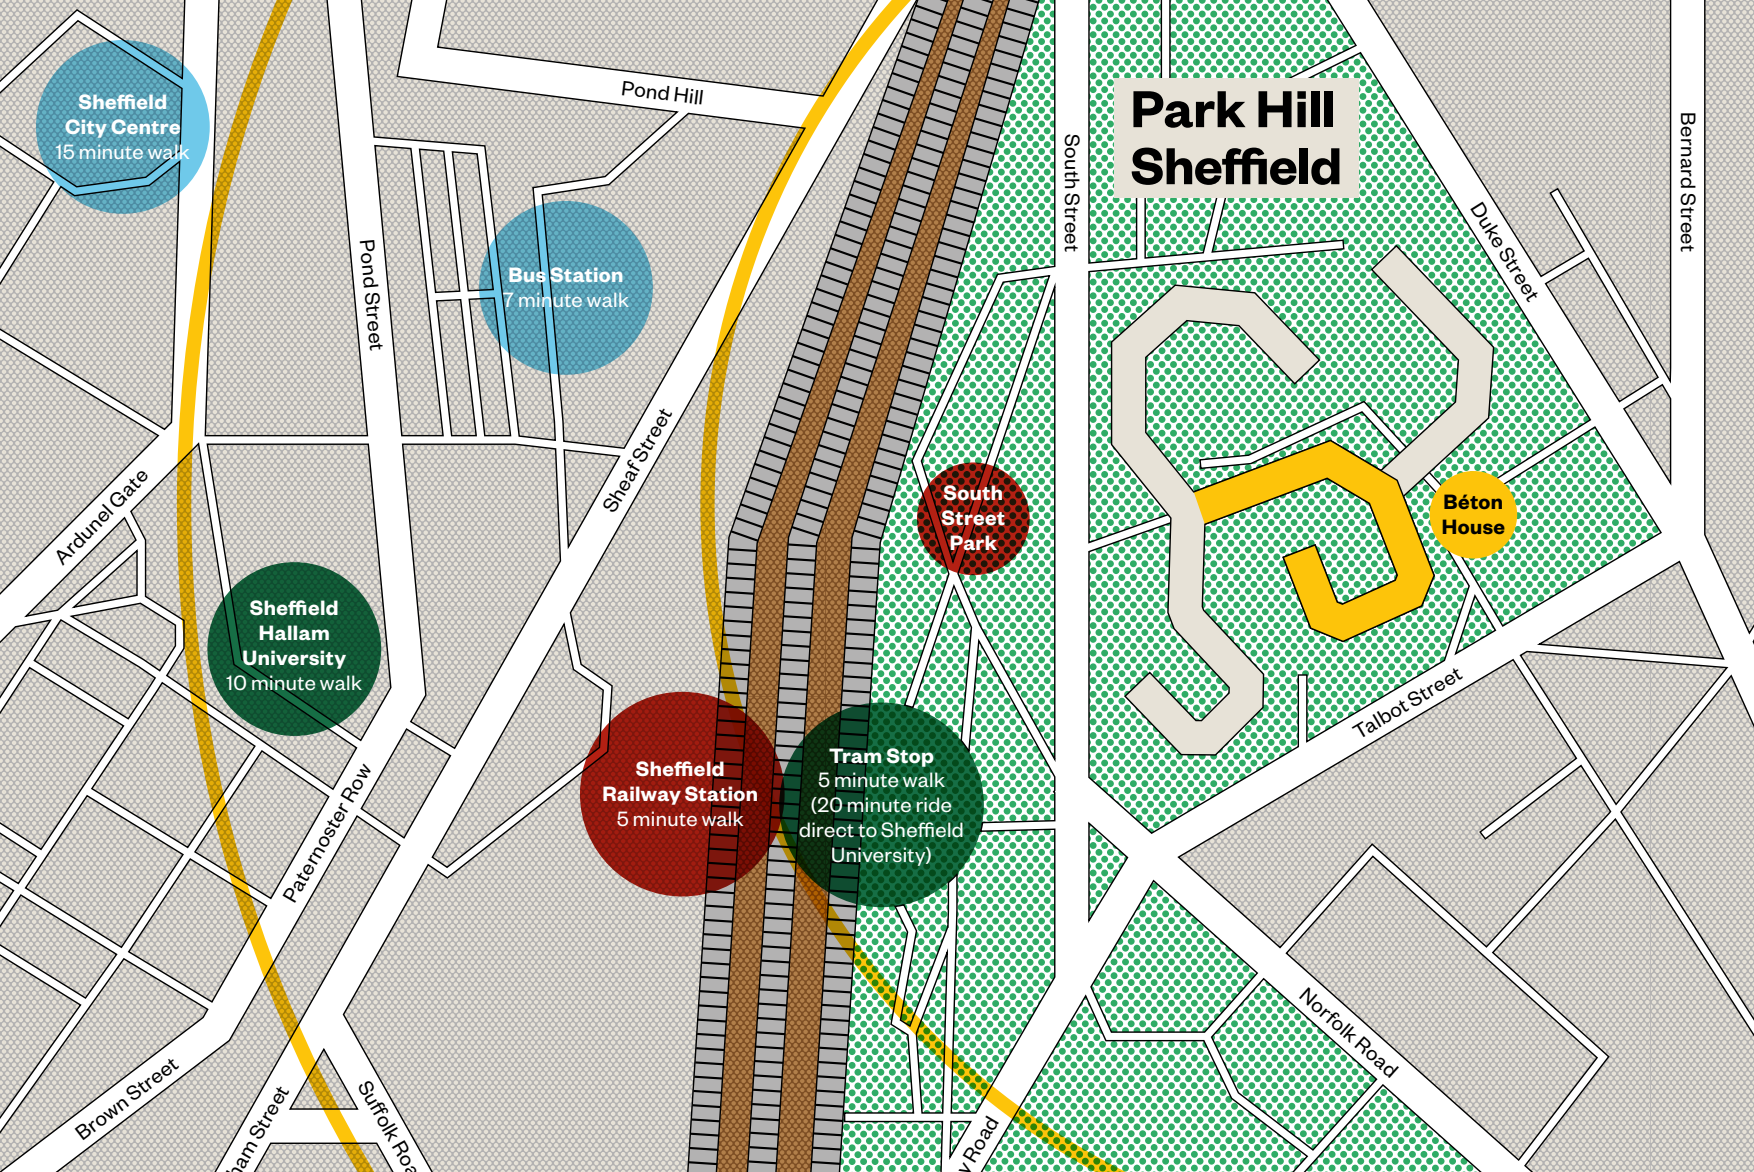 Park Hill
Sheffield
Sheffield
City Centre
15 minute walk
Pond Hill
Bus Station
7 minute walk
Pond Street
South Street
Duke Street
Bernard Street
Sheaf Street
Ardunel Gate
South
Street
Park
Béton
House
Sheffield
Hallam
University
10 minute walk
Sheffield
Railway Station
5 minute walk
Tram Stop
5 minute walk
(20 minute ride
direct to Sheffield
University)
Talbot Street
Paternoster Row
Norfolk Road
Brown Street
ham Street
Suffolk Roa
Road